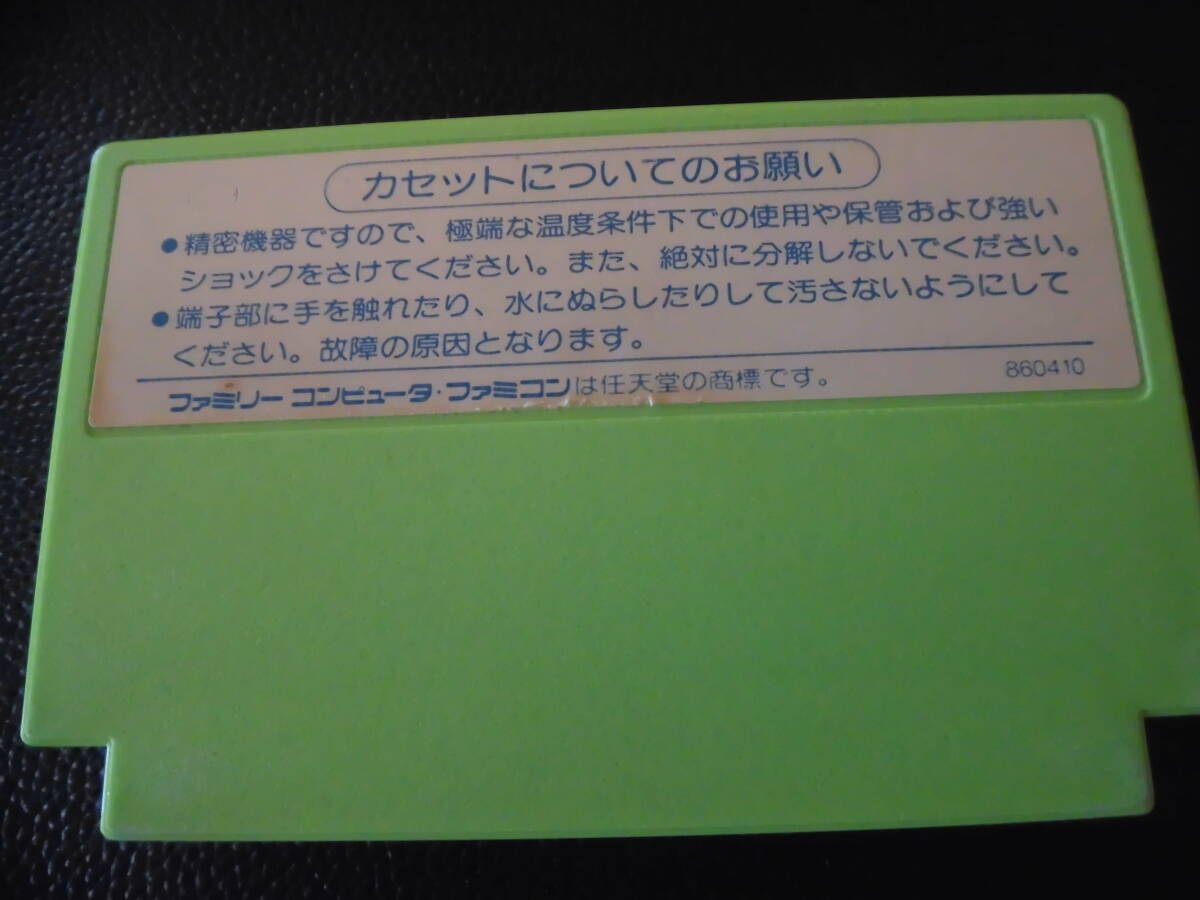 カセットについてのお願い
●精密機器ですので、極端な温度条件下での使用や保管および強い
ショックをさけてください。また、絶対に分解しないでください。
●端子部に手を触れたり、水にぬらしたりして汚さないようにして
ください。故障の原因となります。
ファミリー コンピュータ・ファミコンは任天堂の商標です。 860410